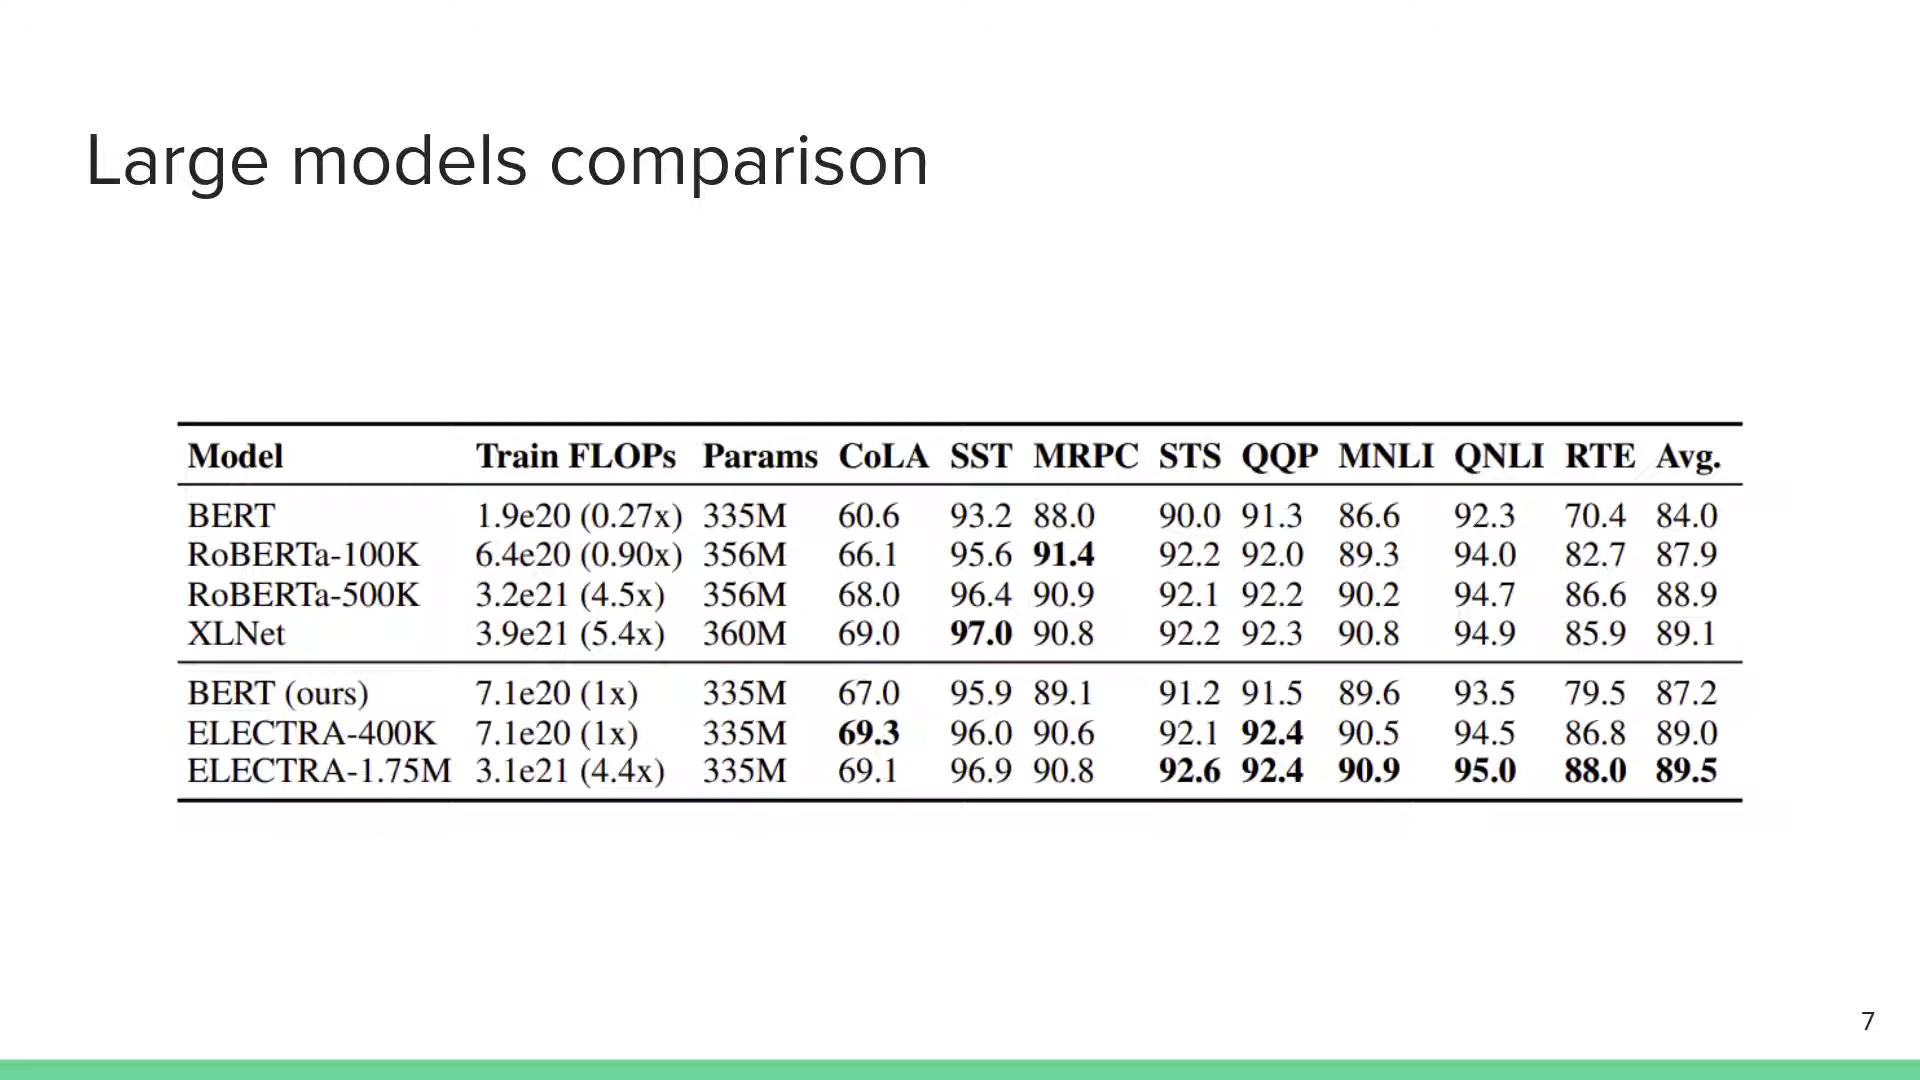 Large models comparison
Model Train FLOPs Params CoLA SST MRPC STS QQP MNLI QNLI RTE Avg.
BERT 1.9e20 (0.27x) 335M 60.6 93.2 88.0 90.0 91.3 86.6 92.3 70.4 84.0
RoBERTa-100K 6.4e20 (0.90x) 356M 66.1 95.6 91.4 92.2 92.0 89.3 94.0 82.7 87.9
RoBERTa-500K 3.2e21 (4.5x) 356M 68.0 96.4 90.9 92.1 92.2 90.2 94.7 86.6 88.9
XLNet 3.9e21 (5.4x) 360M 69.0 97.0 90.8 92.2 92.3 90.8 94.9 85.9 89.1
BERT (ours) 7.1e20 (1x) 335M 67.0 95.9 89.1 91.2 91.5 89.6 93.5 79.5 87.2
ELECTRA-400K 7.1e20 (1x) 335M 69.3 96.0 90.6 92.1 92.4 90.5 94.5 86.8 89.0
ELECTRA-1.75M 3.1e21 (4.4x) 335M 69.1 96.9 90.8 92.6 92.4 90.9 95.0 88.0 89.5
7